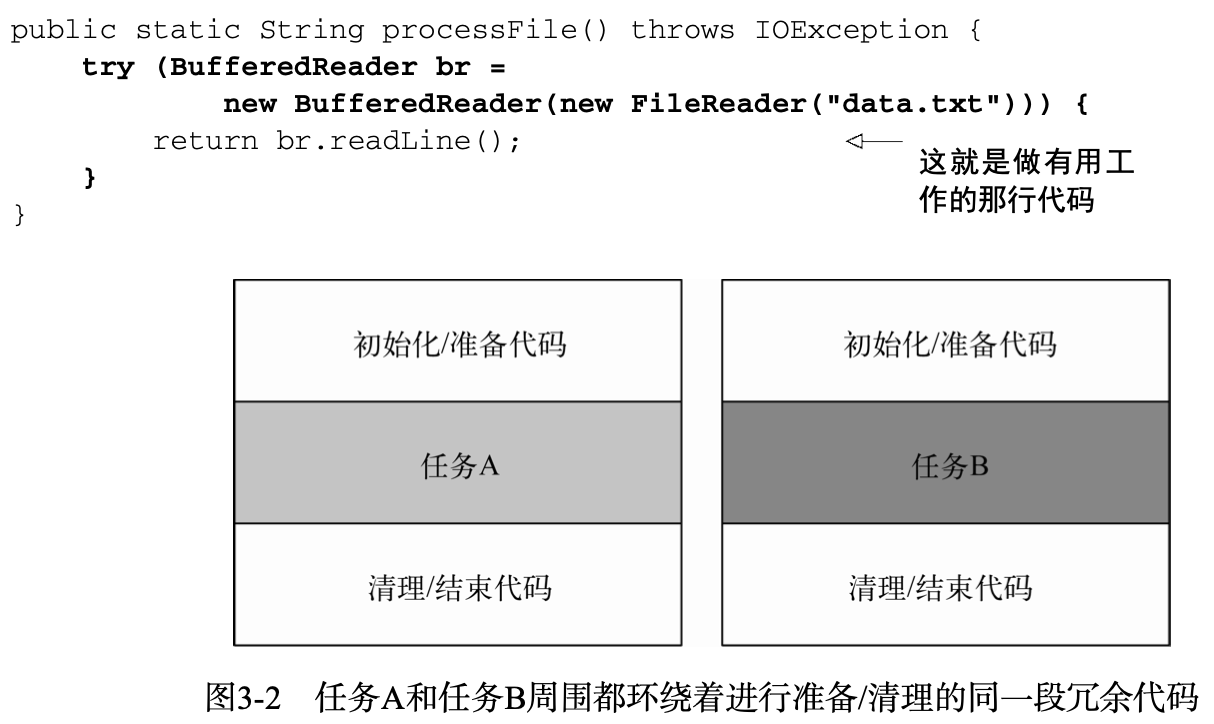 public static String processFile() throws IOException {
    try (BufferedReader br =
            new BufferedReader(new FileReader("data.txt"))) {
        return br.readLine();
    }
}
这就是做有用工
作的那行代码
初始化/准备代码
初始化/准备代码
任务A
任务B
清理/结束代码
清理/结束代码
图3-2 任务A和任务B周围都环绕着进行准备/清理的同一段冗余代码